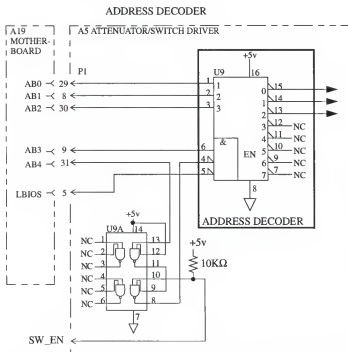 ADDRESS DECODER
A19
MOTHER-
BOARD
A5 ATTENUATOR/SWITCH DRIVER
P1
+5v
U9
16
AB0 29 1 1 0 15
AB1 8 2 2 1 14
AB2 30 3 3 2 13
3 12 NC
4 11 NC
AB3 9 6 & 5 10 NC
AB4 31 4 EN 6 9 NC
LBIOS 5 5 7 7 NC
8
ADDRESS DECODER
+5v
U9A 14
+5v
10KΩ
NC 1 13
NC 2 12
NC 3 11
NC 4 10
NC 5 9
NC 6 8
7
SW_EN